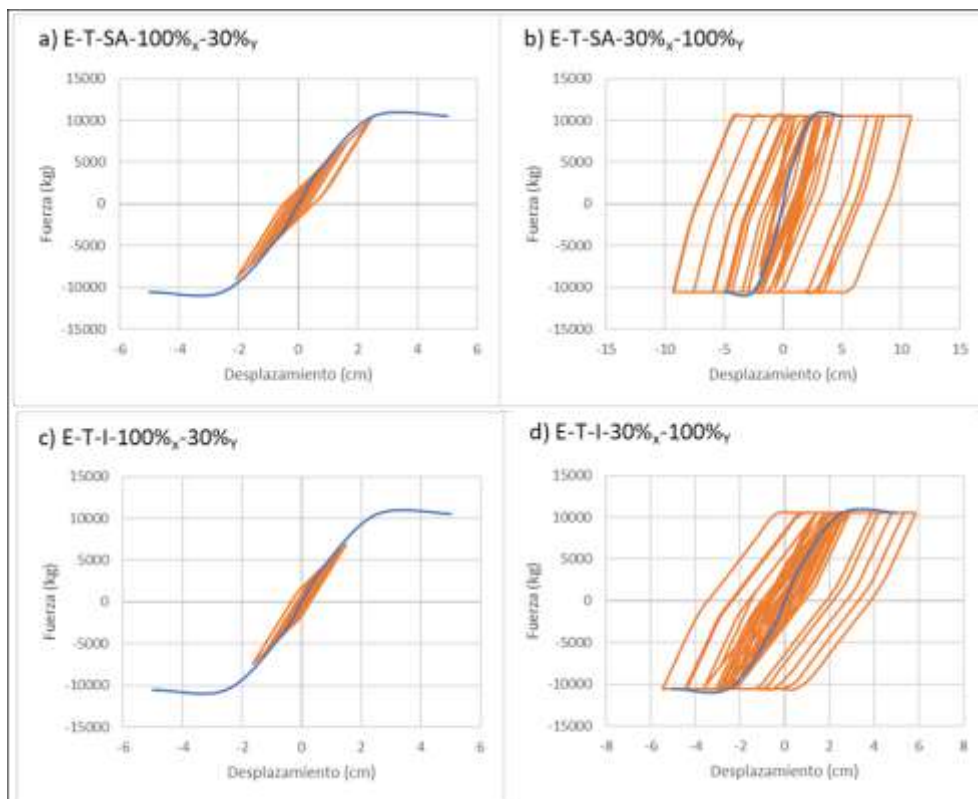 a) E-T-SA-100%x-30%Y
15000
10000
5000
0
-5000
-10000
-15000
Fuerza (kg)
-6 -4 -2 0 2 4 6
Desplazamiento (cm)
b) E-T-SA-30%x-100%Y
15000
10000
5000
0
-5000
-10000
-15000
Fuerza (kg)
-15 -10 -5 0 5 10 15
Desplazamiento (cm)
c) E-T-I-100%x-30%Y
15000
10000
5000
0
-5000
-10000
-15000
Fuerza (kg)
-6 -4 -2 0 2 4 6
Desplazamiento (cm)
d) E-T-I-30%x-100%Y
15000
10000
5000
0
-5000
-10000
-15000
Fuerza (kg)
-8 -6 -4 -2 0 2 4 6 8
Desplazamiento (cm)